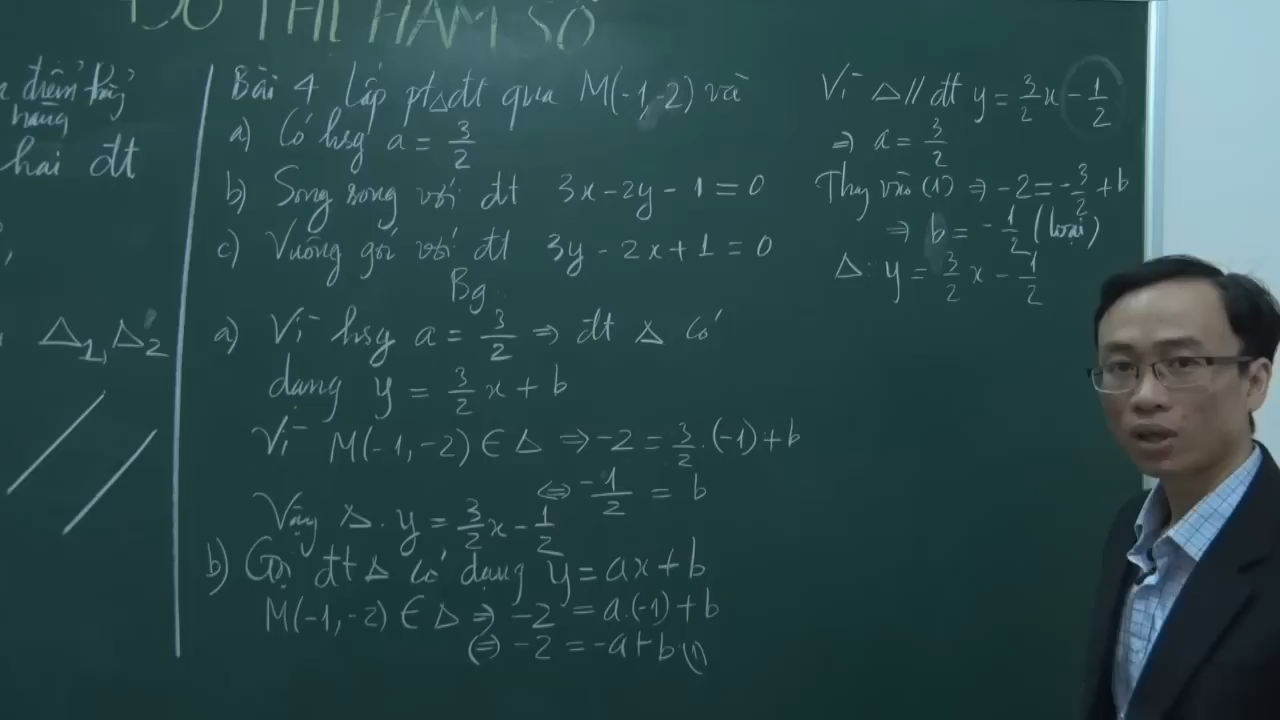 ĐỒ THỊ HÀM SỐ
điểm
hàng
hai đt
Δ₁, Δ₂
Bài 4 Lập pt Δ đt qua M(-1,-2) và
a) Có hsg a = 3/2
b) Song song với đt 3x - 2y - 1 = 0
c) Vuông góc với đt 3y - 2x + 1 = 0
Bg
a) Vì hsg a = 3/2 ⇒ đt Δ có
dạng y = 3/2 x + b
Vì M(-1,-2) ∈ Δ ⇒ -2 = 3/2 . (-1) + b
⇔ -1/2 = b
Vậy Δ: y = 3/2 x - 1/2
b) Gọi đt Δ có dạng y = ax + b
M(-1,-2) ∈ Δ ⇒ -2 = a.(-1) + b
⇔ -2 = -a + b (1)
Vì Δ // đt y = 3/2 x - 1/2
⇒ a = 3/2
Thay vào (1) ⇒ -2 = -3/2 + b
⇒ b = -1/2 (loại)
Δ: y = 3/2 x - 1/2